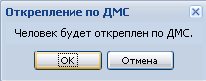 Открепление по ДМС
Человек будет откреплен по ДМС.
OK
Отмена